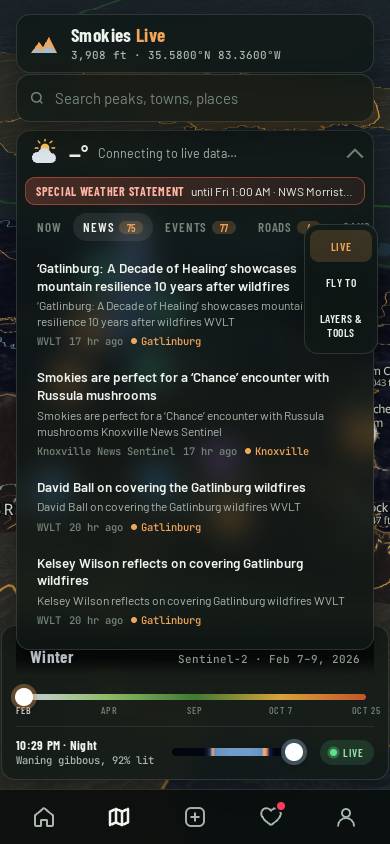 Smokies Live
3,908 ft · 35.5800°N 83.3600°W
Search peaks, towns, places
—° Connecting to live data…
SPECIAL WEATHER STATEMENT until Fri 1:00 AM · NWS Morrist…
NOW NEWS 75 EVENTS 77 ROADS
LIVE
FLY TO
LAYERS &
TOOLS
‘Gatlinburg: A Decade of Healing’ showcases
mountain resilience 10 years after wildfires
‘Gatlinburg: A Decade of Healing’ showcases mountai
resilience 10 years after wildfires WVLT
WVLT 17 hr ago Gatlinburg
Smokies are perfect for a ‘Chance’ encounter with
Russula mushrooms
Smokies are perfect for a ‘Chance’ encounter with Russula
mushrooms Knoxville News Sentinel
Knoxville News Sentinel 17 hr ago Knoxville
David Ball on covering the Gatlinburg wildfires
David Ball on covering the Gatlinburg wildfires WVLT
WVLT 20 hr ago Gatlinburg
Kelsey Wilson reflects on covering Gatlinburg
wildfires
Kelsey Wilson reflects on covering Gatlinburg wildfires WVLT
WVLT 20 hr ago Gatlinburg
Winter Sentinel-2 · Feb 7–9, 2026
FEB APR SEP OCT 7 OCT 25
10:29 PM · Night
Waning gibbous, 92% lit
LIVE